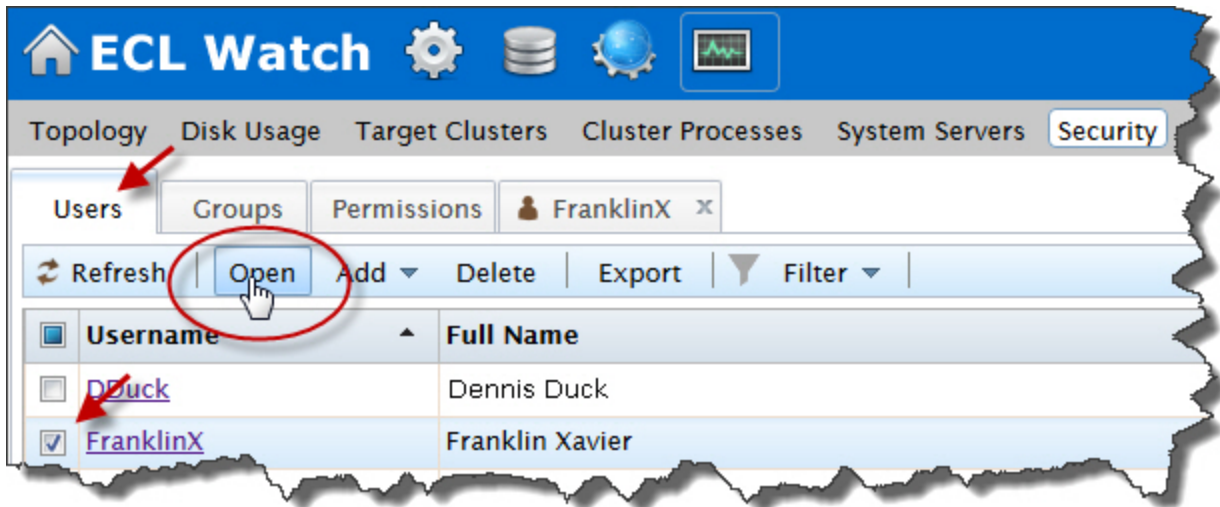 ECL Watch
Topology Disk Usage Target Clusters Cluster Processes System Servers Security
Users Groups Permissions FranklinX x
Refresh Open Add Delete Export Filter
Username Full Name
DDuck Dennis Duck
FranklinX Franklin Xavier